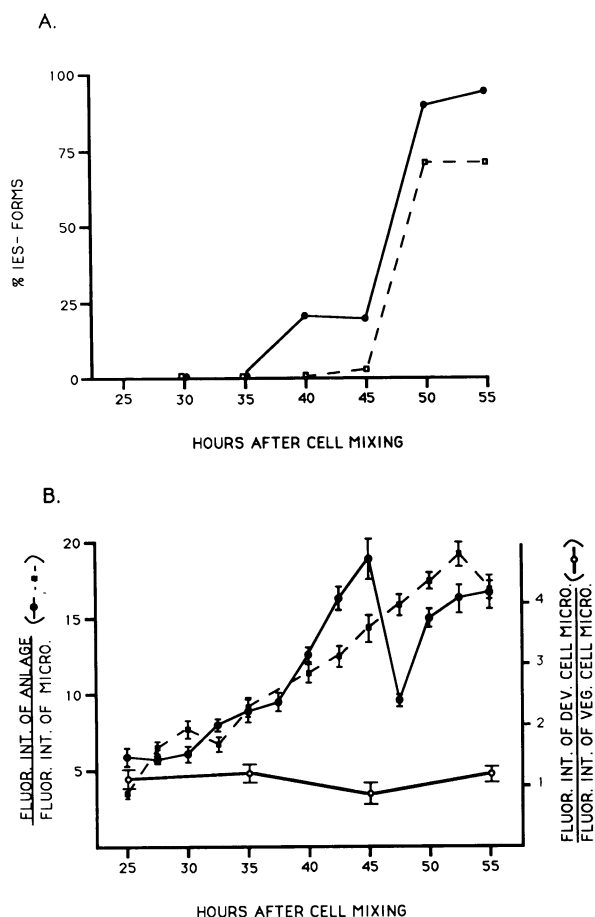 A.
% IES- FORMS
100
75
50
25
0
25 30 35 40 45 50 55
HOURS AFTER CELL MIXING
B.
FLUOR. INT. OF ANLAGE
FLUOR. INT. OF MICRO.
20
15
10
5
4
3
2
1
FLUOR. INT. OF DEV. CELL MICRO.
FLUOR. INT. OF VEG. CELL MICRO.
25 30 35 40 45 50 55
HOURS AFTER CELL MIXING